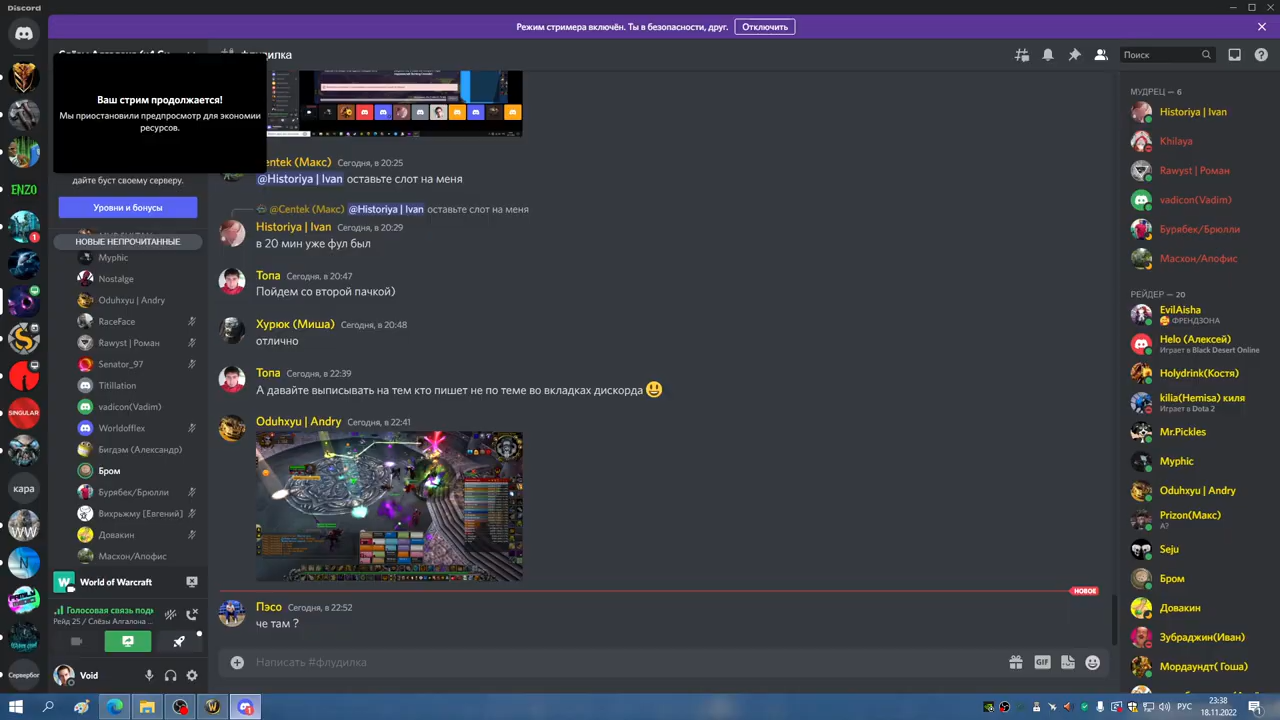 Discord
Режим стримера включён. Ты в безопасности, друг. Отключить
флудилка
Поиск
Ваш стрим продолжается!
Мы приостановили предпросмотр для экономии
ресурсов.
дайте буст своему серверу.
Уровни и бонусы
НОВЫЕ НЕПРОЧИТАННЫЕ
Myphic
Nostalge
Oduhxyu | Andry
RaceFace
Rawyst | Роман
Senator_97
Titillation
vadicon(Vadim)
Worldofflex
Бигдэм (Александр)
Бром
Бурябек/Брюлли
Вихрьжму [Евгений]
Довакин
Масхон/Апофис
World of Warcraft
Голосовая связь подк
Рейд 25 / Слёзы Алгалона ...
Void
ENZO
1
SINGULAR
кара
Сервербог
Centek (Макс) Сегодня, в 20:25
@Historiya | Ivan оставьте слот на меня
@Centek (Макс) @Historiya | Ivan оставьте слот на меня
Historiya | Ivan Сегодня, в 20:29
в 20 мин уже фул был
Топа Сегодня, в 20:47
Пойдем со второй пачкой)
Хурюк (Миша) Сегодня, в 20:48
отлично
Топа Сегодня, в 22:39
А давайте выписывать на тем кто пишет не по теме во вкладках дискорда
Oduhxyu | Andry Сегодня, в 22:41
НОВОЕ
Пэсо Сегодня, в 22:52
че там ?
Написать #флудилка
GIF
МУДРЕЦ — 6
Historiya | Ivan
Khilaya
Rawyst | Роман
vadicon(Vadim)
Бурябек/Брюлли
Масхон/Апофис
РЕЙДЕР — 20
EvilAisha
ФРЕНДЗОНА
Helo (Алексей)
Играет в Black Desert Online
Holydrink(Костя)
kilia(Hemisa) киля
Играет в Dota 2
Mr.Pickles
Myphic
Oduhxyu | Andry
Prizon(Макс)
Seju
Бром
Довакин
Зубраджин(Иван)
Мордаундт( Гоша)
РУС
23:38
18.11.2022